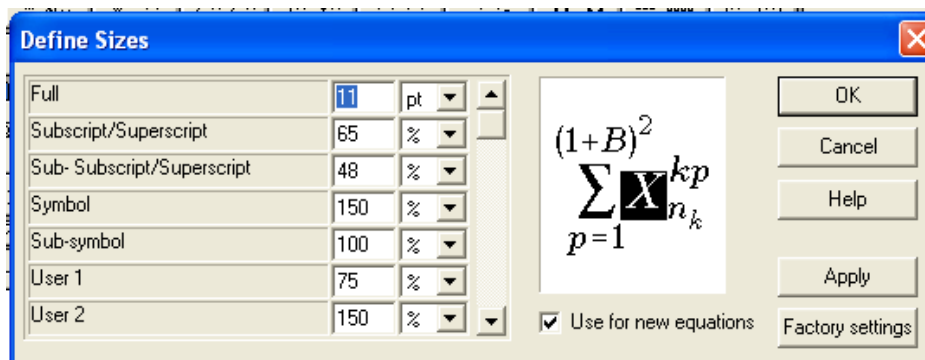 Define Sizes
Full 11 pt
Subscript/Superscript 65 %
Sub- Subscript/Superscript 48 %
Symbol 150 %
Sub-symbol 100 %
User 1 75 %
User 2 150 %
(1+B)²
∑ X kp n k
p=1
Use for new equations
OK
Cancel
Help
Apply
Factory settings